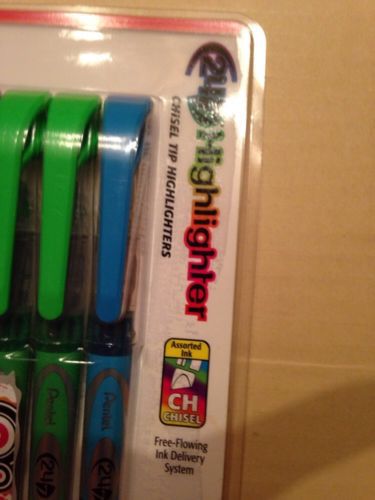 24/7 Highlighter
CHISEL TIP HIGHLIGHTERS
Assorted
Ink
CH
CHISEL
Free-Flowing
Ink Delivery
System
Pentel
Pentel